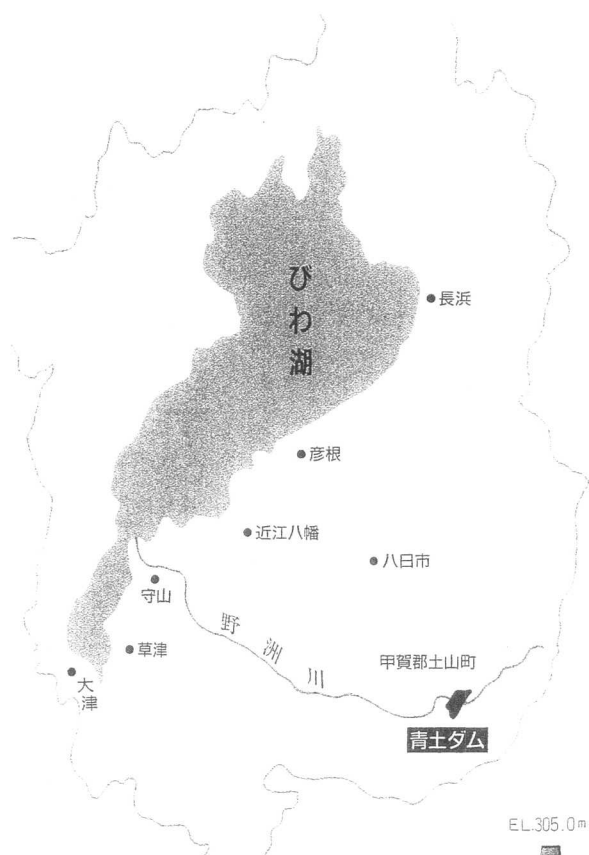 びわ湖
長浜
彦根
近江八幡
八日市
守山
野洲川
草津
甲賀郡土山町
大津
青土ダム
EL.305.0m